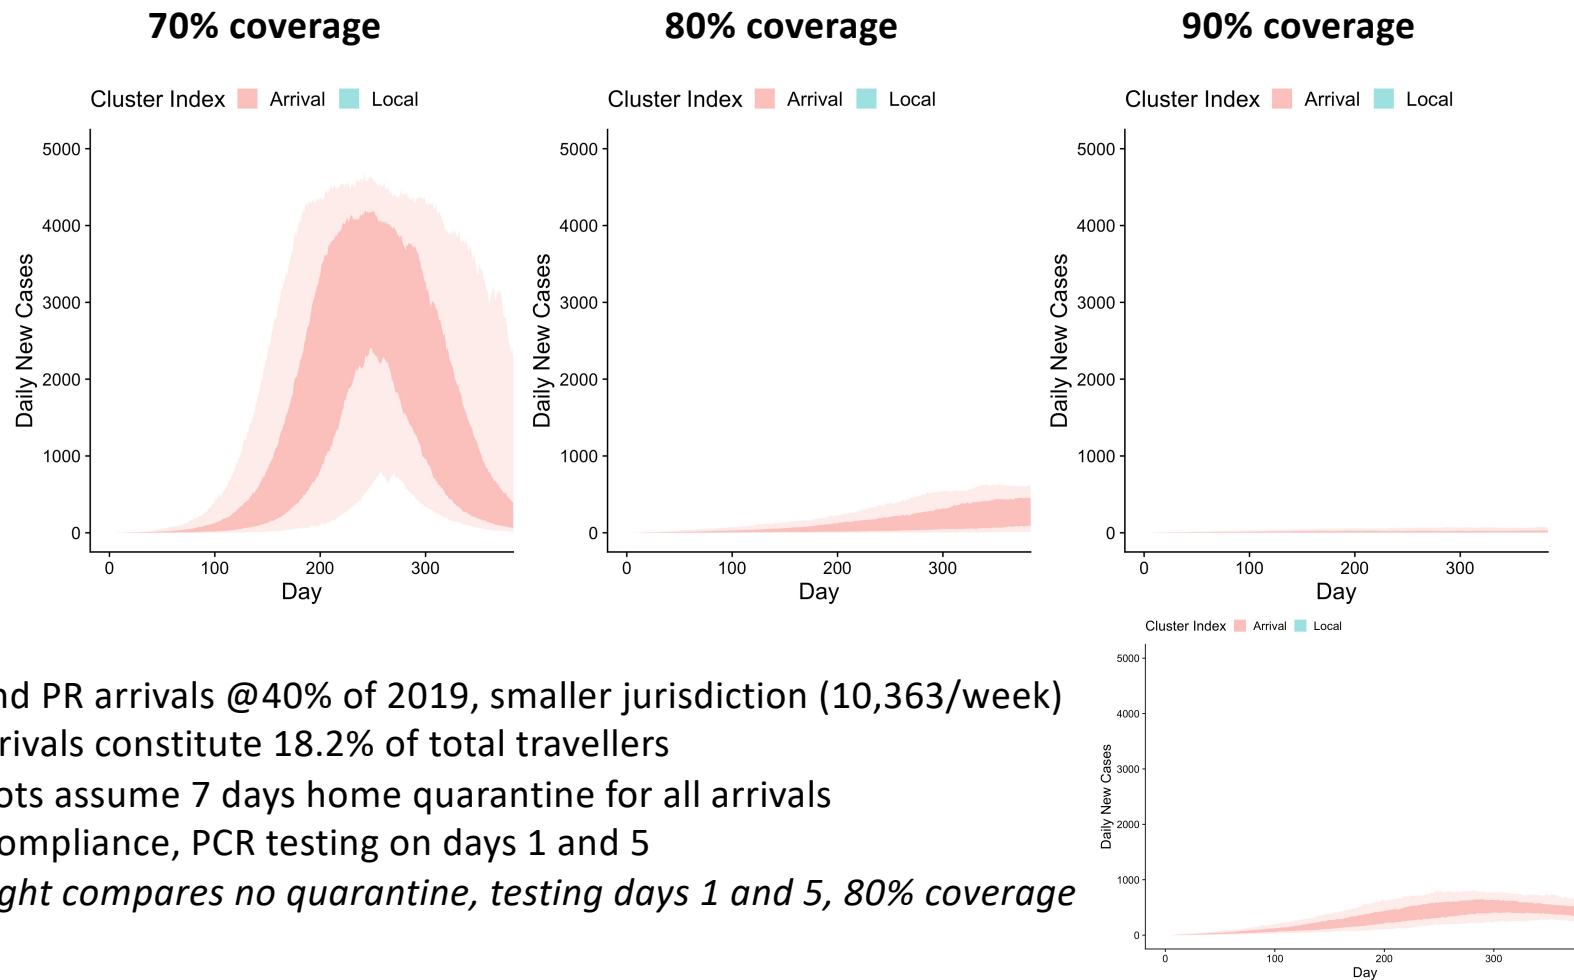 70% coverage
80% coverage
90% coverage
Cluster Index Arrival Local
Cluster Index Arrival Local
Cluster Index Arrival Local
5000
4000
3000
2000
1000
0
Daily New Cases
0 100 200 300
Day
5000
4000
3000
2000
1000
0
Daily New Cases
0 100 200 300
Day
5000
4000
3000
2000
1000
0
Daily New Cases
0 100 200 300
Day
nd PR arrivals @40% of 2019, smaller jurisdiction (10,363/week)
rivals constitute 18.2% of total travellers
ots assume 7 days home quarantine for all arrivals
ompliance, PCR testing on days 1 and 5
ght compares no quarantine, testing days 1 and 5, 80% coverage
Cluster Index Arrival Local
5000
4000
3000
2000
1000
0
Daily New Cases
0 100 200 300
Day